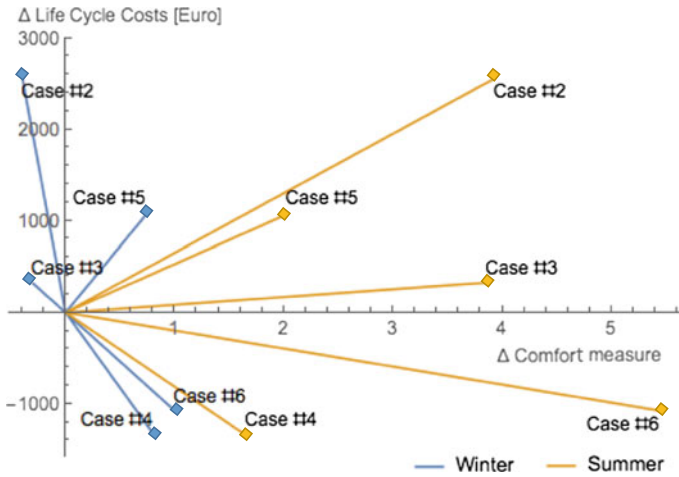 Δ Life Cycle Costs [Euro]
3000
Case #2
Case #2
2000
Case #5
Case #5
1000
Case #3
Case #3
1
2
3
4
5
Δ Comfort measure
−1000
Case #6
Case #4
Case #4
Case #6
Winter
Summer